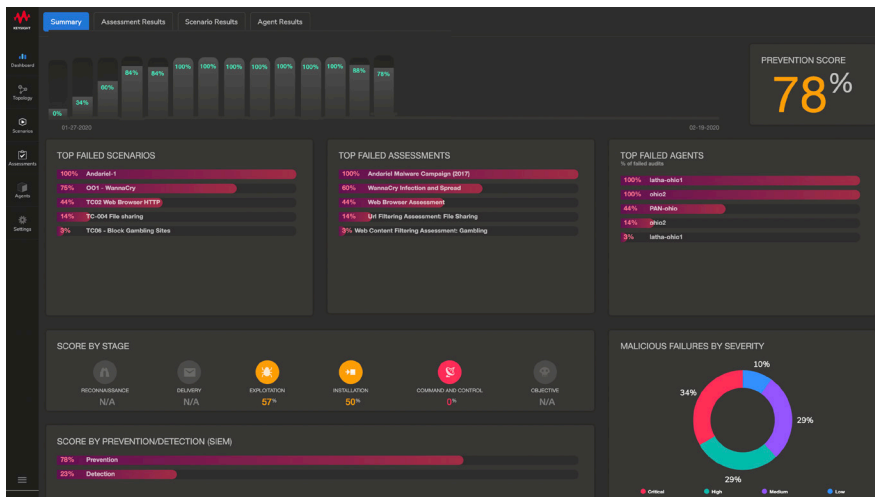 KEYSIGHT
Summary
Assessment Results
Scenario Results
Agent Results
Dashboard
Topology
Scenarios
Assessments
Agents
Settings
0%
34%
60%
84%
84%
100%
100%
100%
100%
100%
100%
100%
88%
78%
01-27-2020
02-19-2020
PREVENTION SCORE
78%
TOP FAILED SCENARIOS
100% Andariel-1
75% OO1 - WannaCry
44% TC02 Web Browser HTTP
14% TC-004 File sharing
3% TC06 - Block Gambling Sites
TOP FAILED ASSESSMENTS
100% Andariel Malware Campaign (2017)
60% WannaCry Infection and Spread
44% Web Browser Assessment
14% Url Filtering Assessment: File Sharing
3% Web Content Filtering Assessment: Gambling
TOP FAILED AGENTS
% of failed audits
100% latha-ohio1
100% ohio2
44% PAN-ohio
14% ohio2
3% latha-ohio1
SCORE BY STAGE
RECONNAISSANCE
N/A
DELIVERY
N/A
EXPLOITATION
57%
INSTALLATION
50%
COMMAND AND CONTROL
0%
OBJECTIVE
N/A
SCORE BY PREVENTION/DETECTION (SIEM)
78% Prevention
23% Detection
MALICIOUS FAILURES BY SEVERITY
10%
34%
29%
29%
Critical
High
Medium
Low